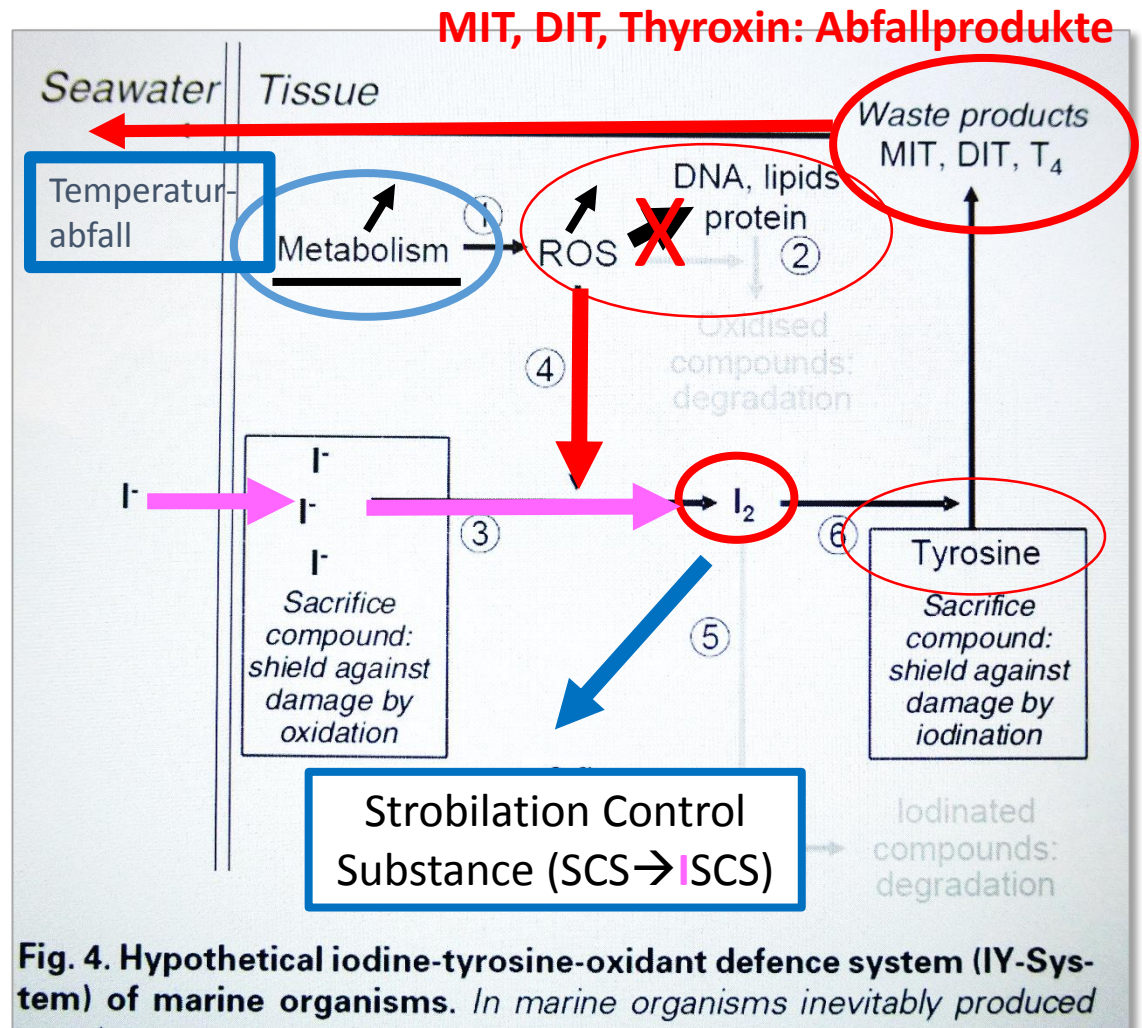 MIT, DIT, Thyroxin: Abfallprodukte
Seawater
Tissue
Waste products
MIT, DIT, T4
Temperatur-
abfall
Metabolism
①
ROS
DNA, lipids
protein
②
Oxidised
compounds:
degradation
④
I-
I-
I-
I-
③
I2
⑥
Sacrifice
compound:
shield against
damage by
oxidation
⑤
Tyrosine
Sacrifice
compound:
shield against
damage by
iodination
Strobilation Control
Substance (SCS→ISCS)
Iodinated
compounds:
degradation
Fig. 4. Hypothetical iodine-tyrosine-oxidant defence system (IY-Sys-
tem) of marine organisms. In marine organisms inevitably produced